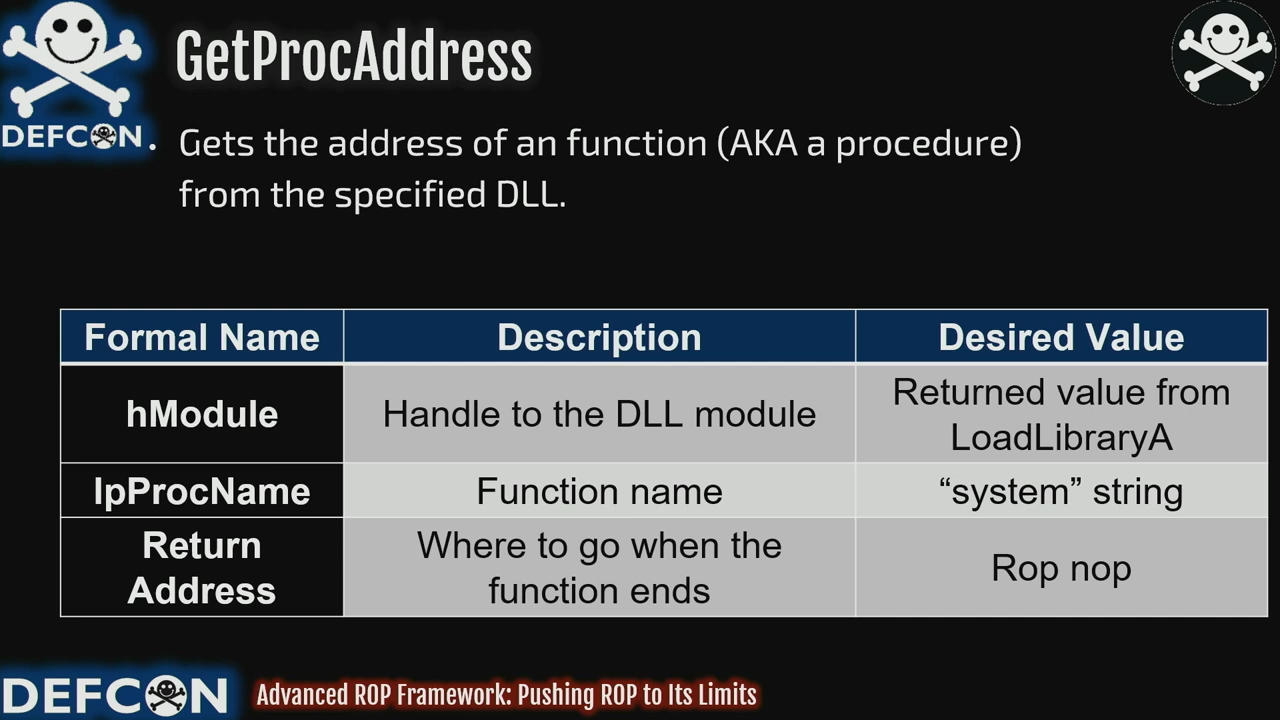 GetProcAddress
DEFCON
• Gets the address of an function (AKA a procedure)
from the specified DLL.
Formal Name Description Desired Value
hModule Handle to the DLL module Returned value from
LoadLibraryA
lpProcName Function name “system” string
Return
Address
Where to go when the
function ends
Rop nop
DEFCON Advanced ROP Framework: Pushing ROP to Its Limits